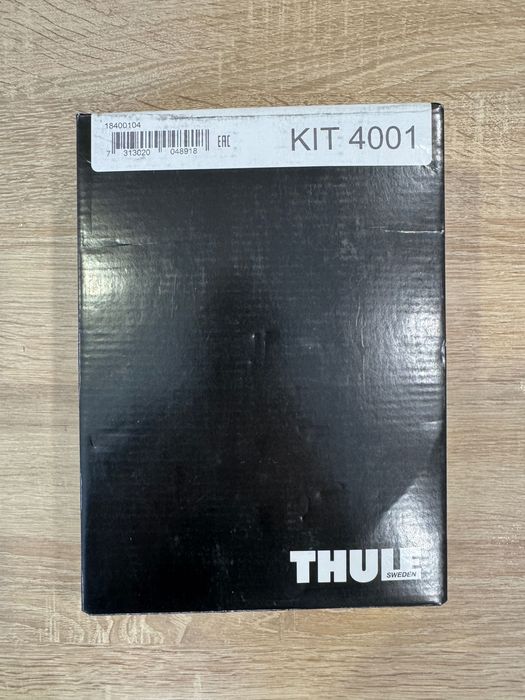 18400104
7 313020 048918
EAC
KIT 4001
THULE
SWEDEN